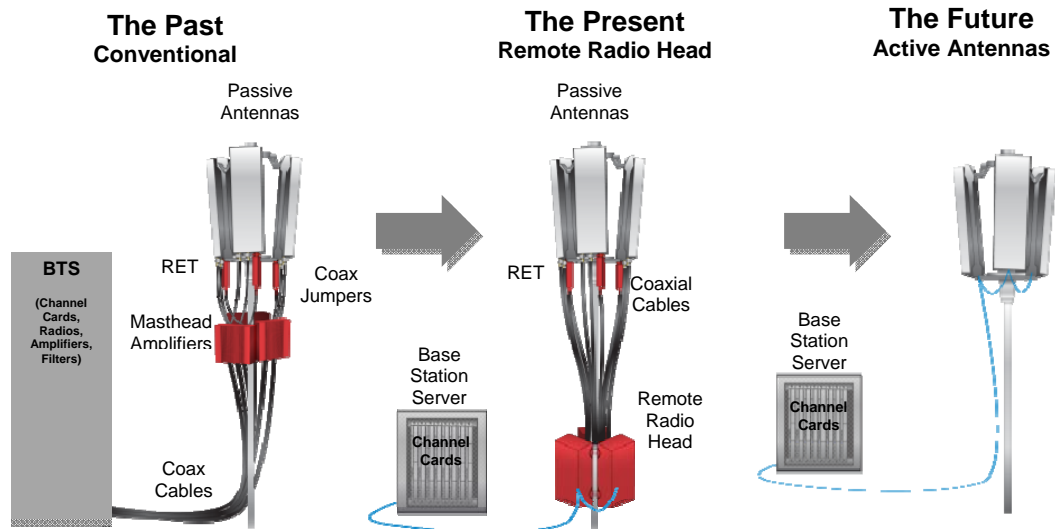 The Past
Conventional
Passive
Antennas
BTS
(Channel
Cards,
Radios,
Amplifiers,
Filters)
RET
Coax
Jumpers
Masthead
Amplifiers
Coax
Cables
The Present
Remote Radio Head
Passive
Antennas
RET
Coaxial
Cables
Base
Station
Server
Channel
Cards
Remote
Radio
Head
The Future
Active Antennas
Base
Station
Server
Channel
Cards